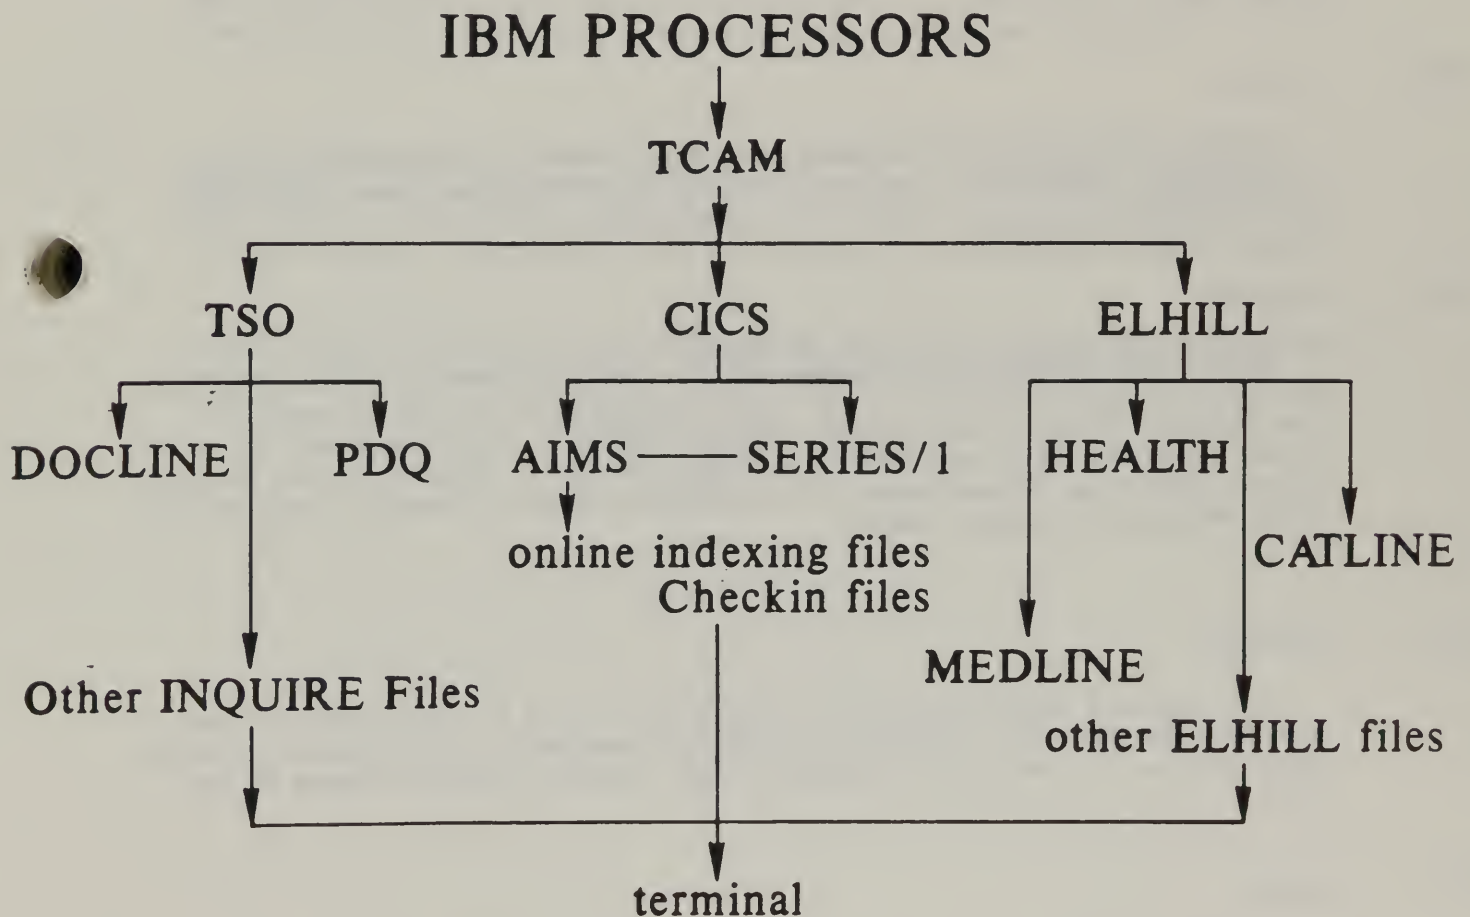 IBM PROCESSORS
TCAM
TSO
CICS
ELHILL
DOCLINE
PDQ
AIMS
SERIES/1
HEALTH
online indexing files
Checkin files
CATLINE
MEDLINE
Other INQUIRE Files
other ELHILL files
terminal